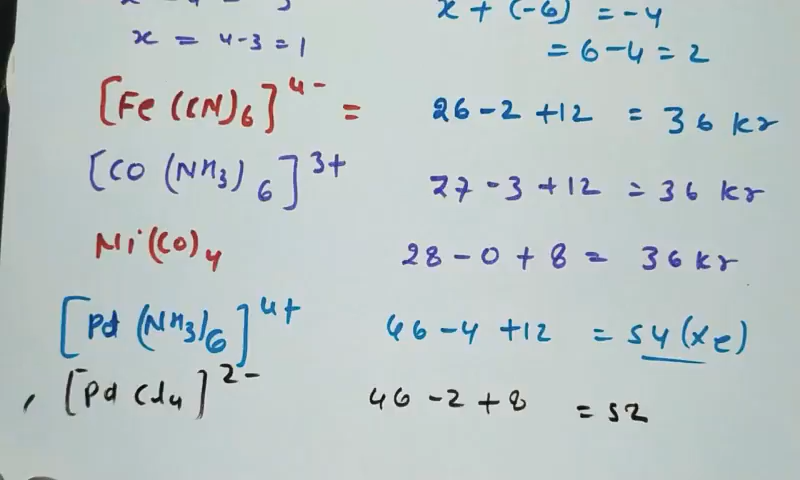 x + (-6) = -4
x = 4-3 = 1
= 6-4 = 2
[Fe (CN)6]4- = 26-2+12 = 36 kr
[CO (NH3)6]3+ 27-3+12 = 36 kr
Ni(CO)4 28-0+8 = 36 kr
[Pd (NH3)6]4+ 46-4+12 = 54 (Xe)
, [Pd Cl4]2- 46-2+8 = 52